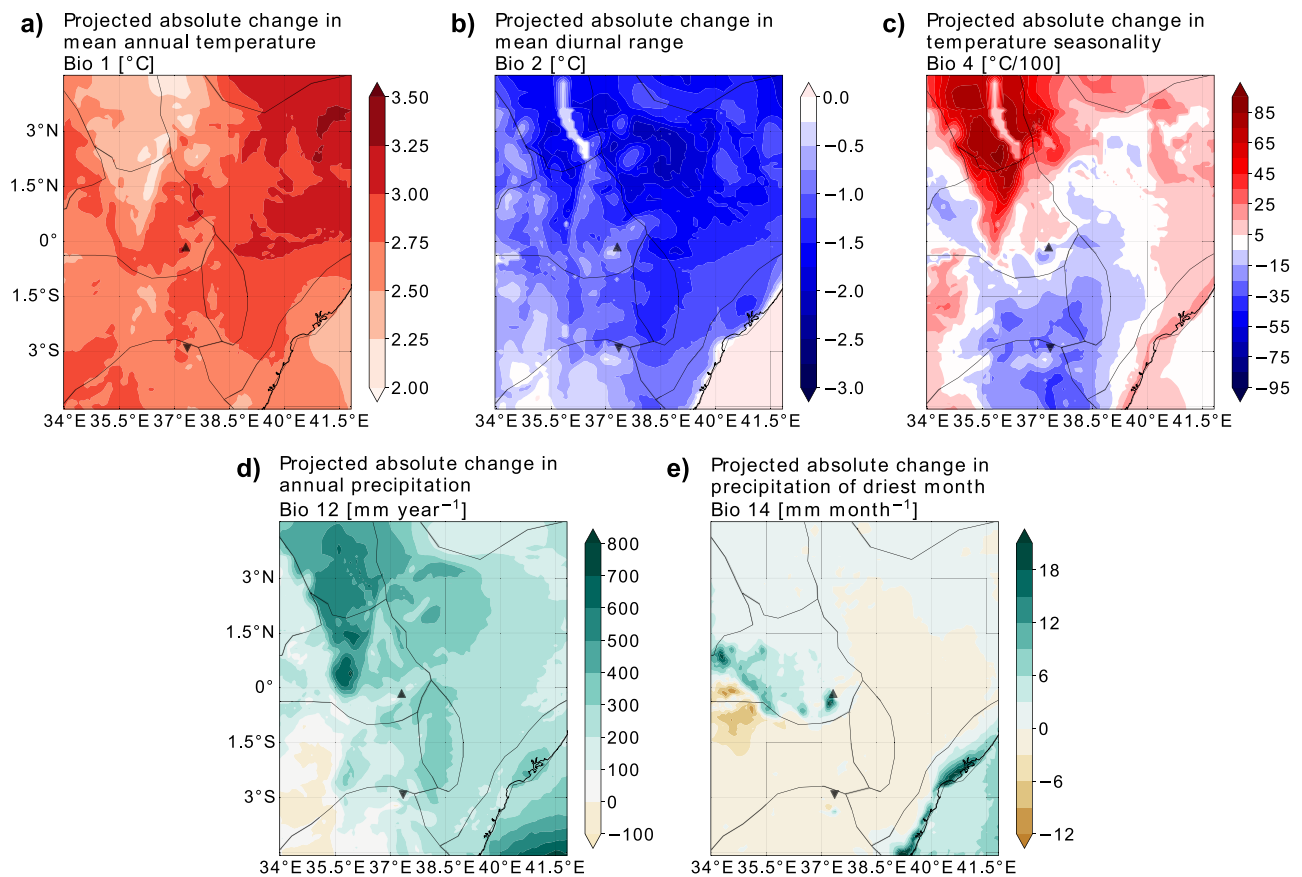 a) Projected absolute change in
mean annual temperature
Bio 1 [°C]
3°N
1.5°N
0°
1.5°S
3°S
34°E
35.5°E
37°E
38.5°E
40°E
41.5°E
3.50
3.25
3.00
2.75
2.50
2.25
2.00
b) Projected absolute change in
mean diurnal range
Bio 2 [°C]
34°E
35.5°E
37°E
38.5°E
40°E
41.5°E
0.0
−0.5
−1.0
−1.5
−2.0
−2.5
−3.0
c) Projected absolute change in
temperature seasonality
Bio 4 [°C/100]
34°E
35.5°E
37°E
38.5°E
40°E
41.5°E
85
65
45
25
5
−15
−35
−55
−75
−95
d) Projected absolute change in
annual precipitation
Bio 12 [mm year⁻¹]
3°N
1.5°N
0°
1.5°S
3°S
34°E
35.5°E
37°E
38.5°E
40°E
41.5°E
800
700
600
500
400
300
200
100
0
−100
e) Projected absolute change in
precipitation of driest month
Bio 14 [mm month⁻¹]
34°E
35.5°E
37°E
38.5°E
40°E
41.5°E
18
12
6
0
−6
−12